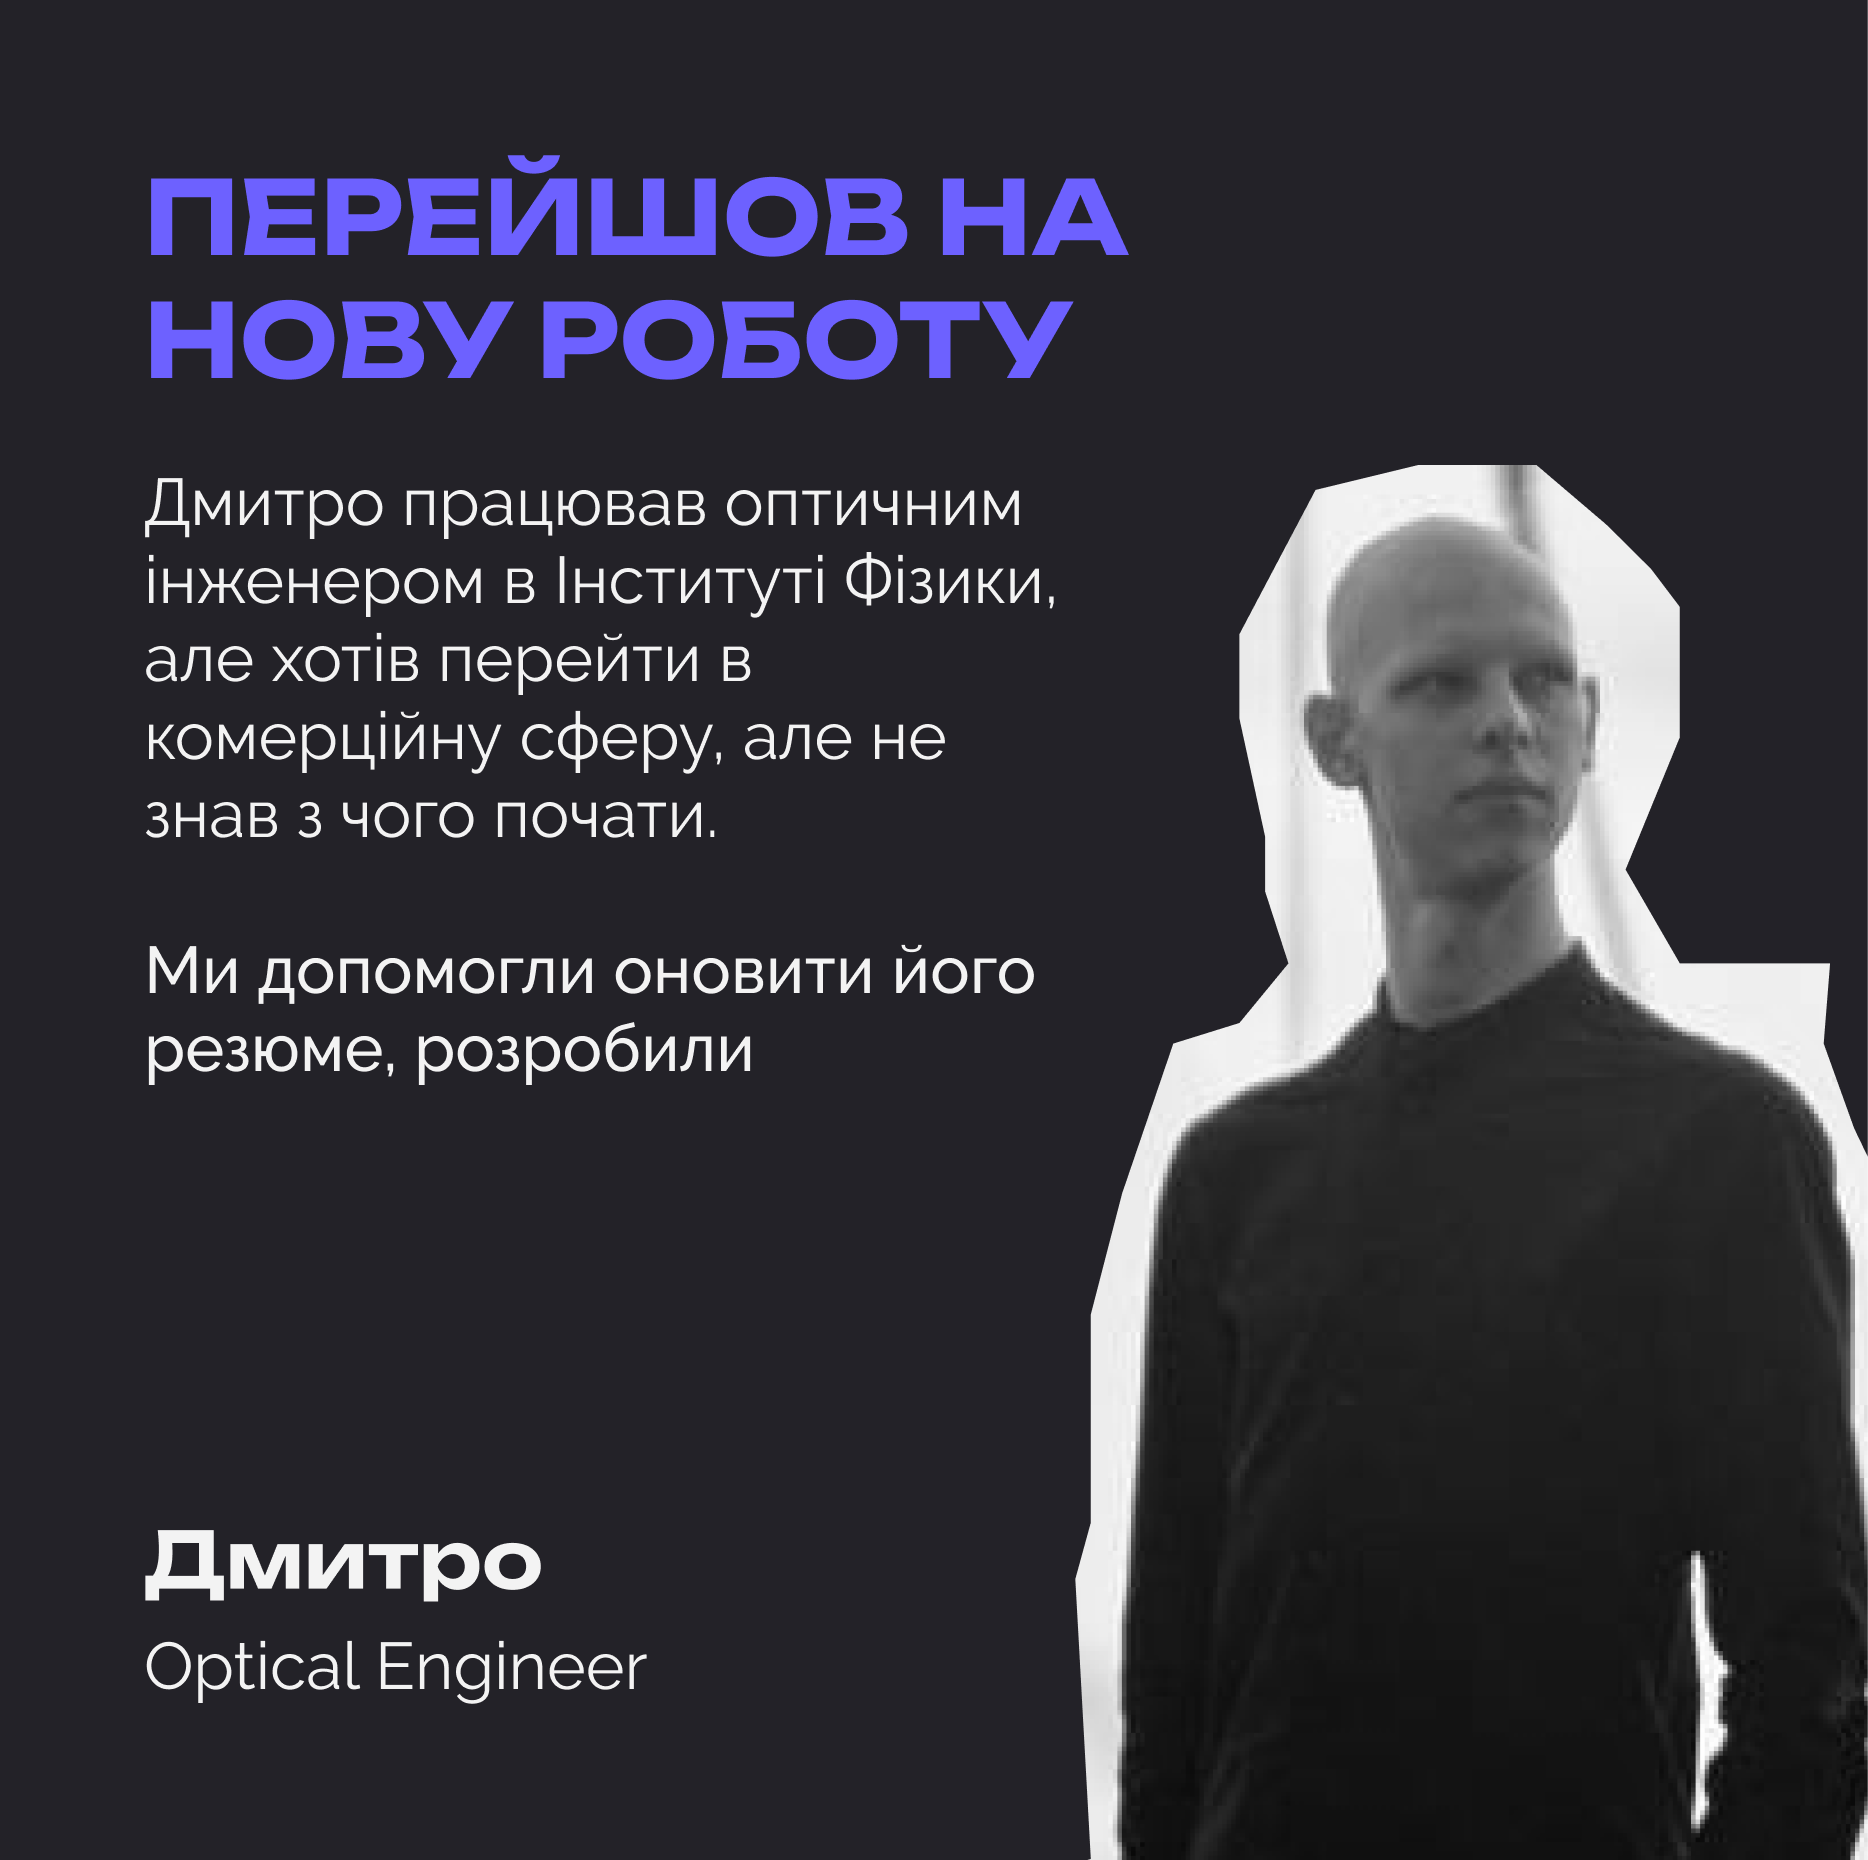 ПЕРЕЙШОВ НА
НОВУ РОБОТУ
Дмитро працював оптичним
інженером в Інституті Фізики,
але хотів перейти в
комерційну сферу, але не
знав з чого почати.
Ми допомогли оновити його
резюме, розробили
Дмитро
Optical Engineer